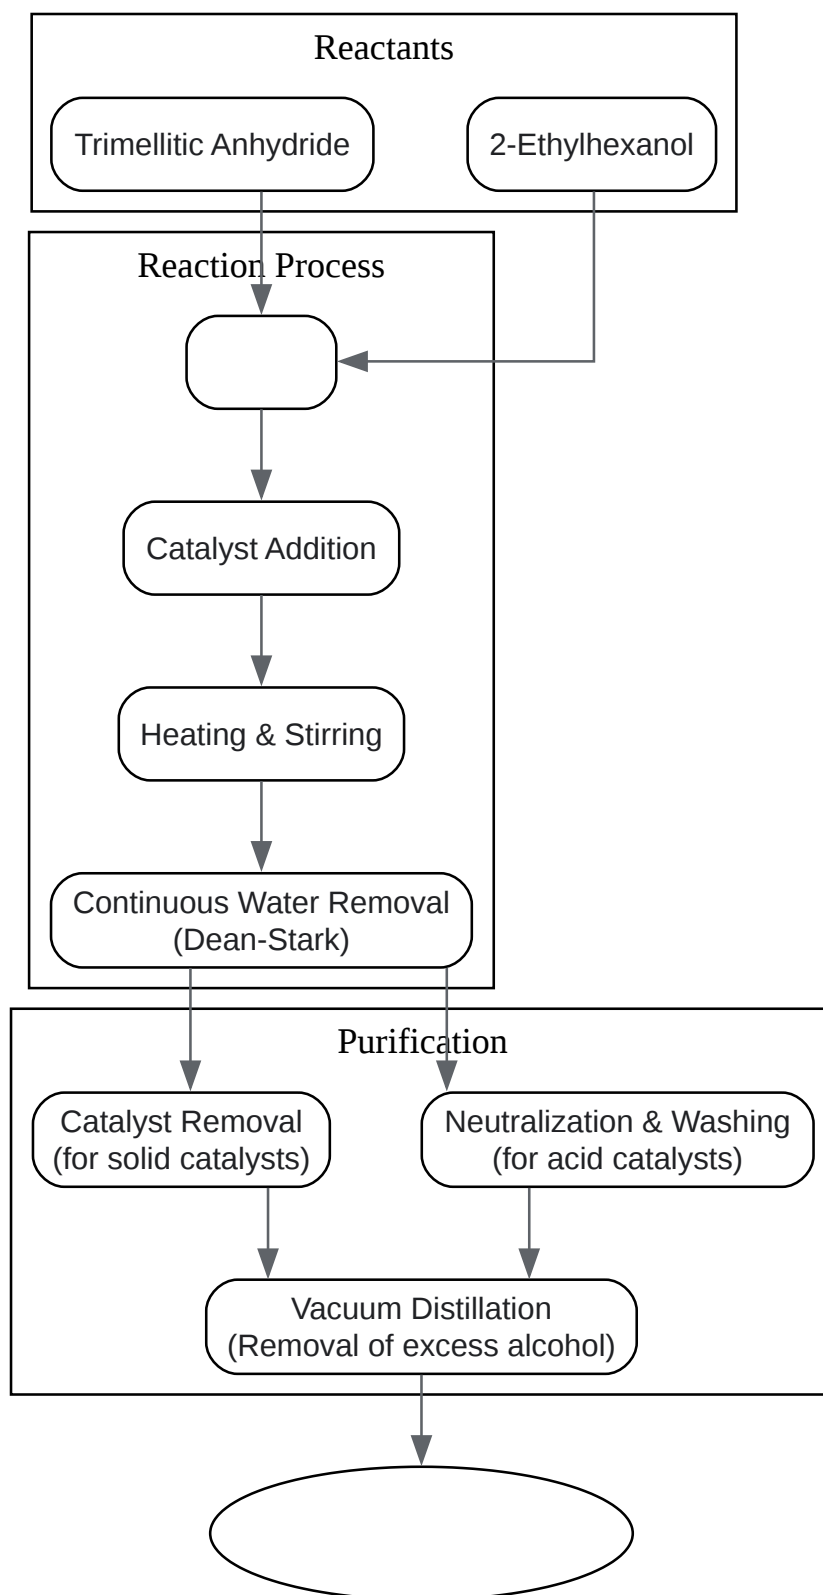 Reactants
Trimellitic Anhydride
2-Ethylhexanol
Reaction Process
Catalyst Addition
Heating & Stirring
Continuous Water Removal
(Dean-Stark)
Purification
Catalyst Removal
(for solid catalysts)
Neutralization & Washing
(for acid catalysts)
Vacuum Distillation
(Removal of excess alcohol)